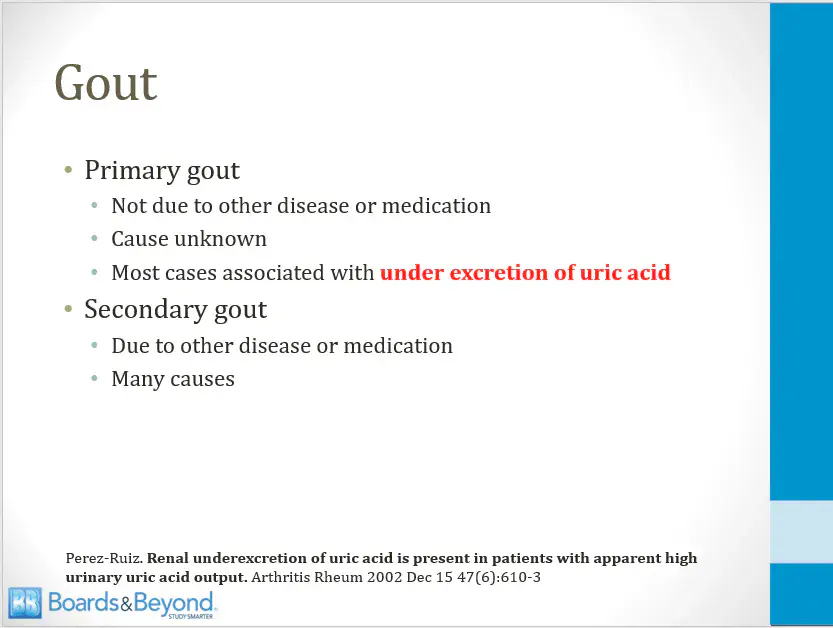 Gout
• Primary gout
• Not due to other disease or medication
• Cause unknown
• Most cases associated with under excretion of uric acid
• Secondary gout
• Due to other disease or medication
• Many causes
Perez-Ruiz. Renal underexcretion of uric acid is present in patients with apparent high
urinary uric acid output. Arthritis Rheum 2002 Dec 15 47(6):610-3
BB Boards&Beyond.
STUDY SMARTER